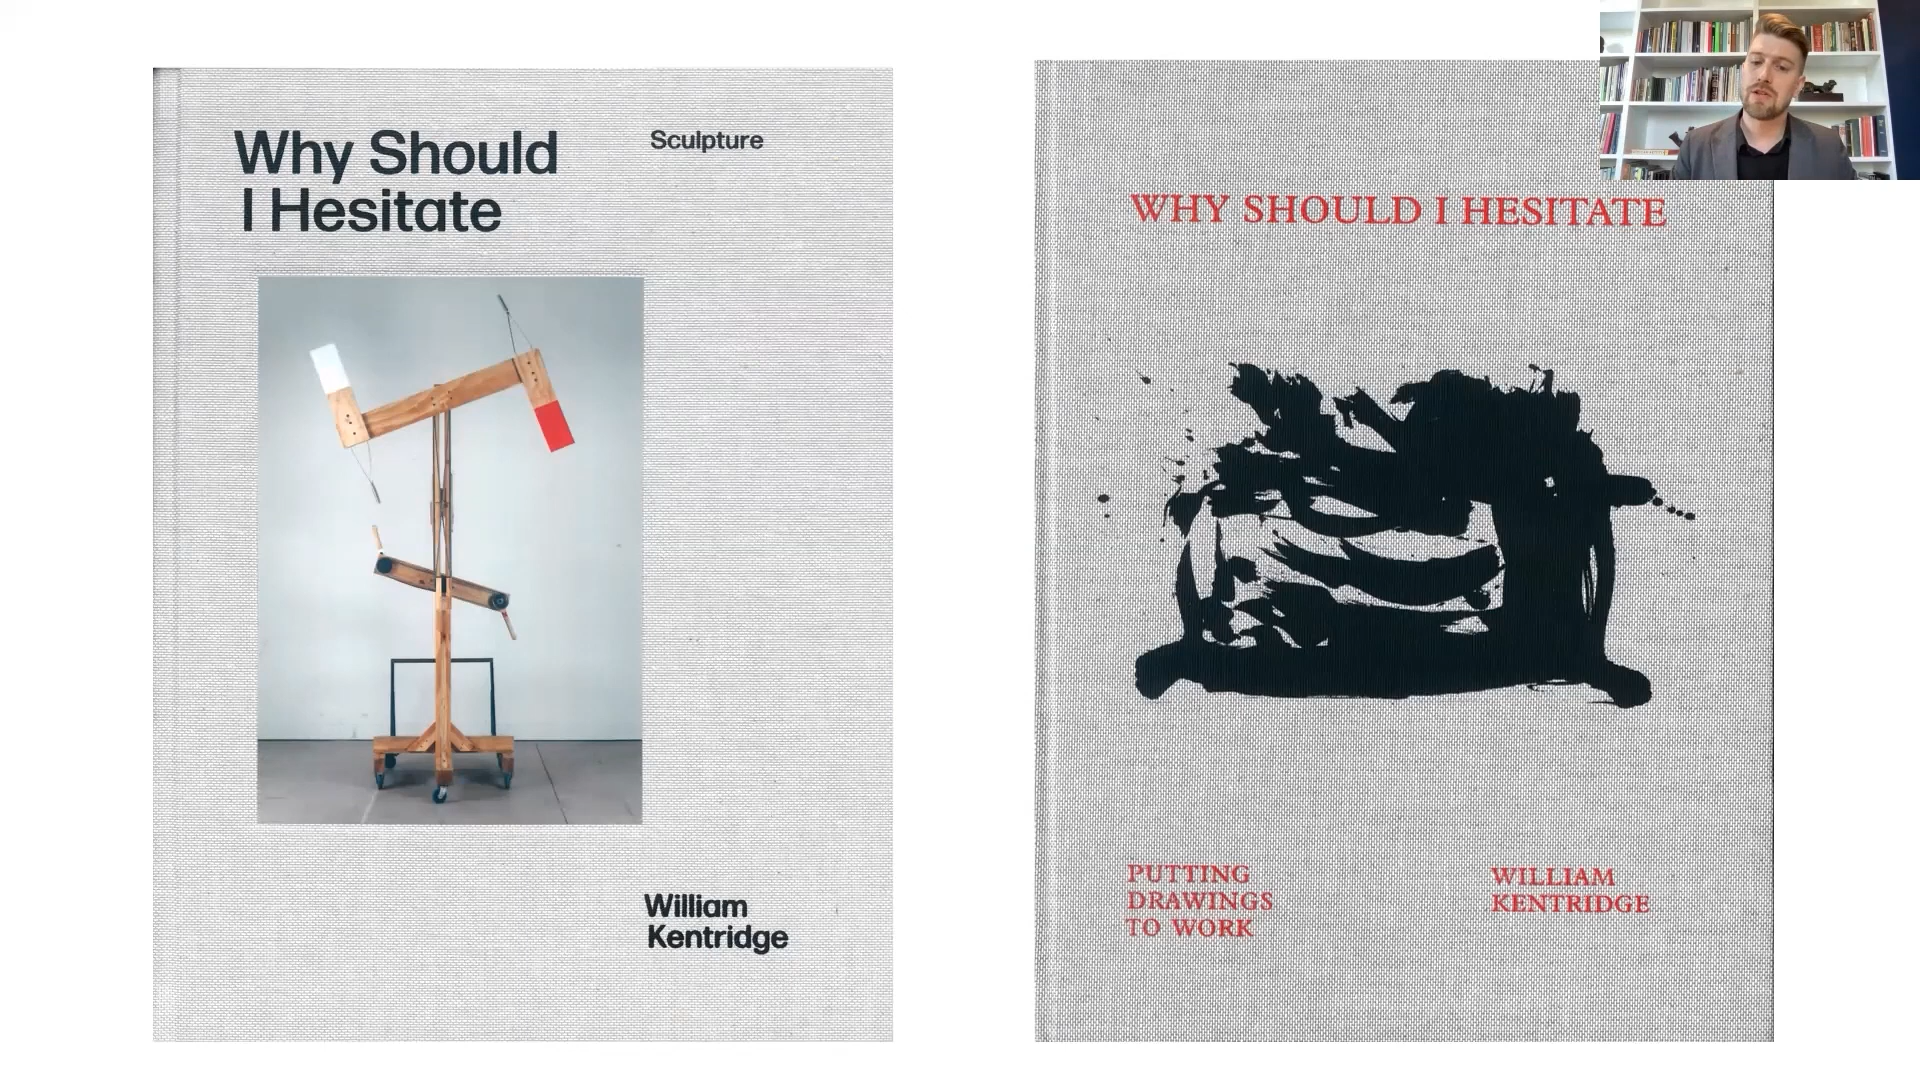 Why Should
I Hesitate
Sculpture
William
Kentridge
WHY SHOULD I HESITATE
PUTTING
DRAWINGS
TO WORK
WILLIAM
KENTRIDGE